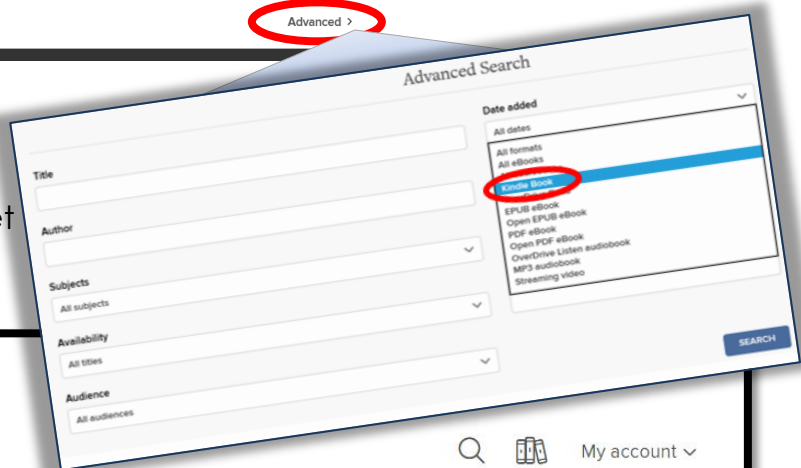 Advanced >
Advanced Search
Title
Author
Subjects
All subjects
Availability
All titles
Audience
All audiences
Date added
All dates
All formats
All eBooks
Kindle Book
EPUB eBook
Open EPUB eBook
PDF eBook
Open PDF eBook
OverDrive Listen audiobook
MP3 audiobook
Streaming video
SEARCH
My account